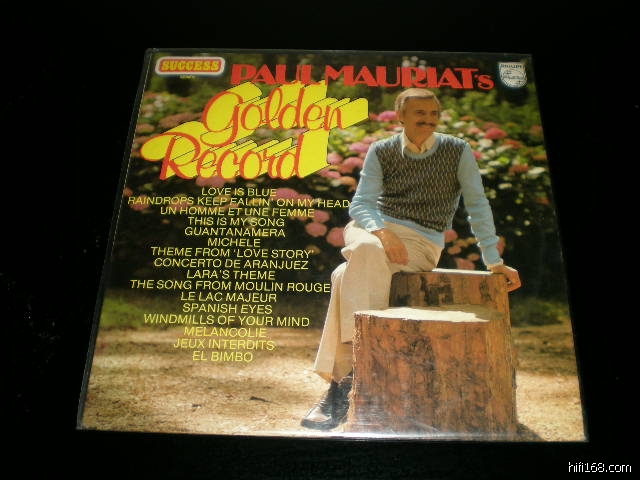 SUCCESS
SERIES
PAUL MAURIAT's
PHILIPS
Golden
Record
LOVE IS BLUE
RAINDROPS KEEP FALLIN' ON MY HEAD
UN HOMME ET UNE FEMME
THIS IS MY SONG
GUANTANAMERA
MICHELE
THEME FROM 'LOVE STORY'
CONCERTO DE ARANJUEZ
LARA'S THEME
THE SONG FROM MOULIN ROUGE
LE LAC MAJEUR
SPANISH EYES
WINDMILLS OF YOUR MIND
MELANCOLIE
JEUX INTERDITS
EL BIMBO
hifi168.com